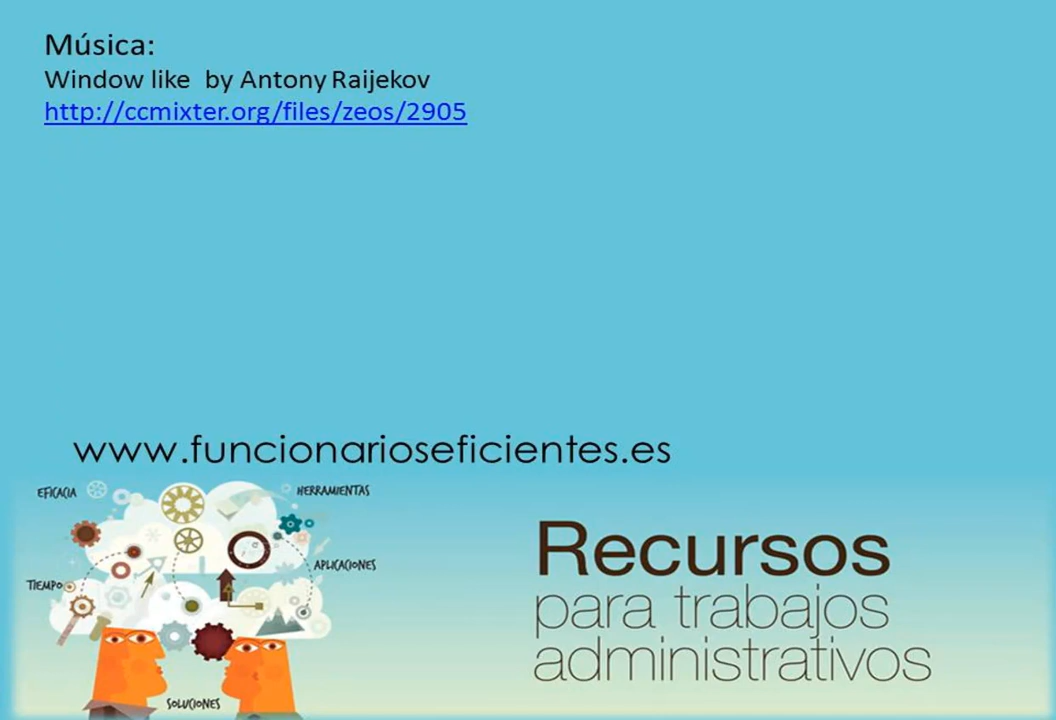 Música:
Window like by Antony Raijekov
http://ccmixter.org/files/zeos/2905
www.funcionarioseficientes.es
EFICACIA
HERRAMIENTAS
APLICACIONES
TIEMPO
SOLUCIONES
Recursos
para trabajos
administrativos